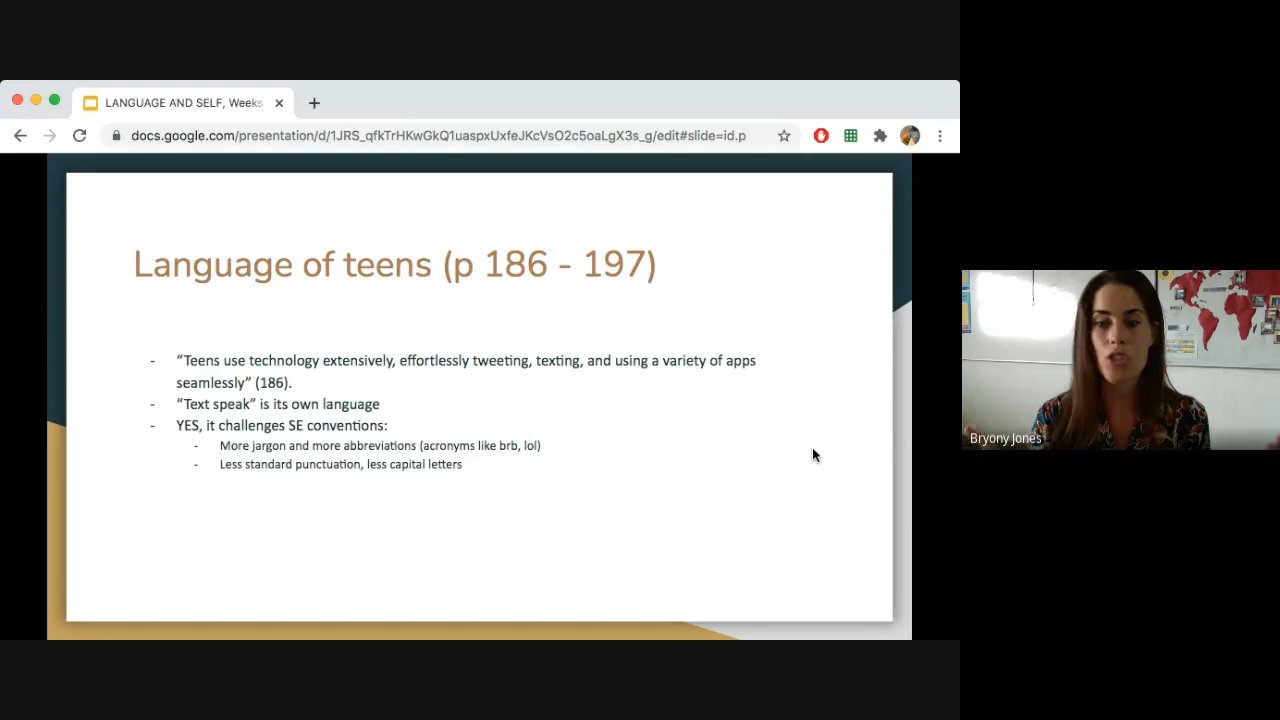 LANGUAGE AND SELF, Weeks
docs.google.com/presentation/d/1JRS_qfkTrHKwGkQ1uaspxUxfeJKcVsO2c5oaLgX3s_g/edit#slide=id.p
Language of teens (p 186 - 197)
- “Teens use technology extensively, effortlessly tweeting, texting, and using a variety of apps
seamlessly” (186).
- “Text speak” is its own language
- YES, it challenges SE conventions:
- More jargon and more abbreviations (acronyms like brb, lol)
- Less standard punctuation, less capital letters
Bryony Jones